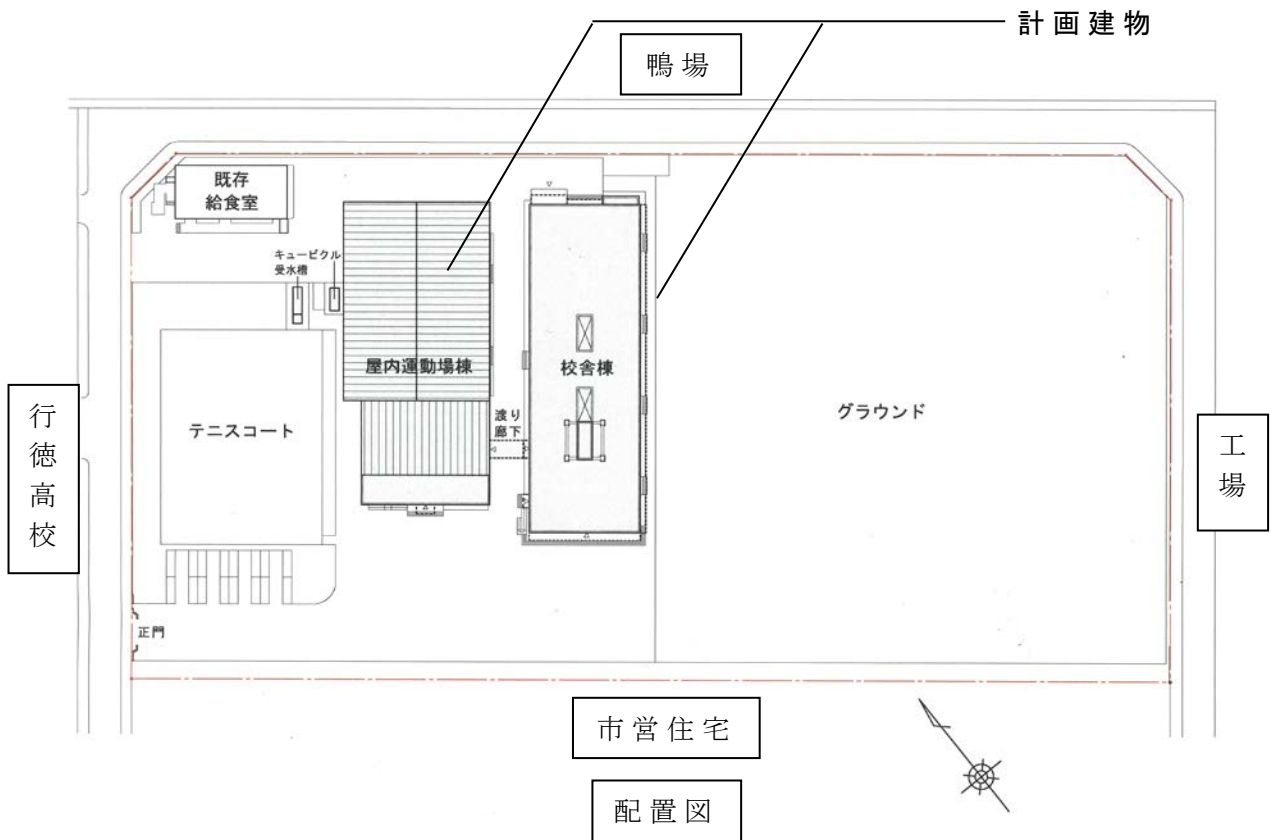 計画建物
鴨場
既存
給食室
キュービクル
受水槽
屋内運動場棟
校舎棟
渡り
廊下
テニスコート
グラウンド
行徳高校
工場
正門
市営住宅
配置図